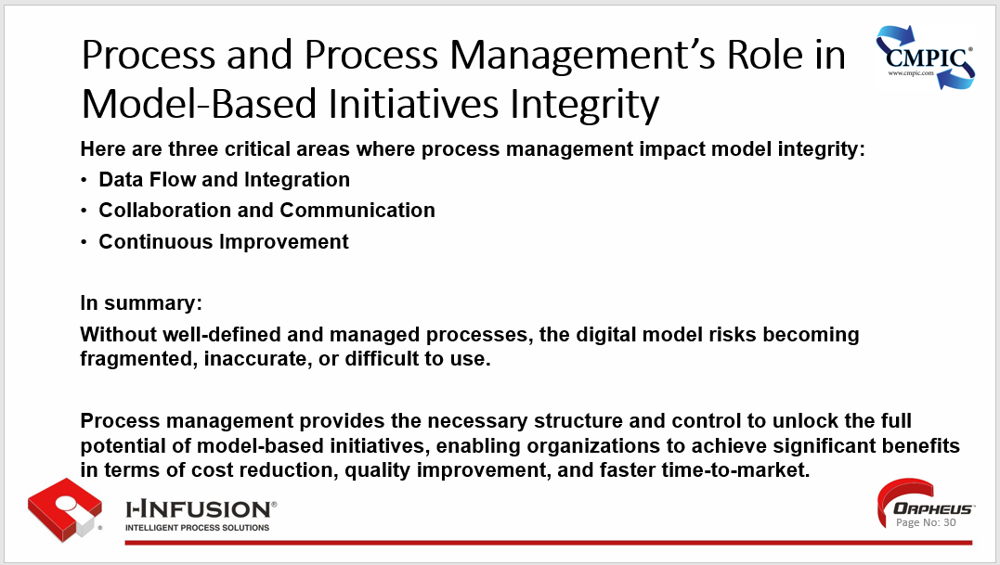 Process and Process Management’s Role in
Model-Based Initiatives Integrity
CMPIC®
www.cmpic.com
Here are three critical areas where process management impact model integrity:
• Data Flow and Integration
• Collaboration and Communication
• Continuous Improvement
In summary:
Without well-defined and managed processes, the digital model risks becoming
fragmented, inaccurate, or difficult to use.
Process management provides the necessary structure and control to unlock the full
potential of model-based initiatives, enabling organizations to achieve significant benefits
in terms of cost reduction, quality improvement, and faster time-to-market.
®
I-INFUSION®
INTELLIGENT PROCESS SOLUTIONS
ORPHEUS™
Page No: 30